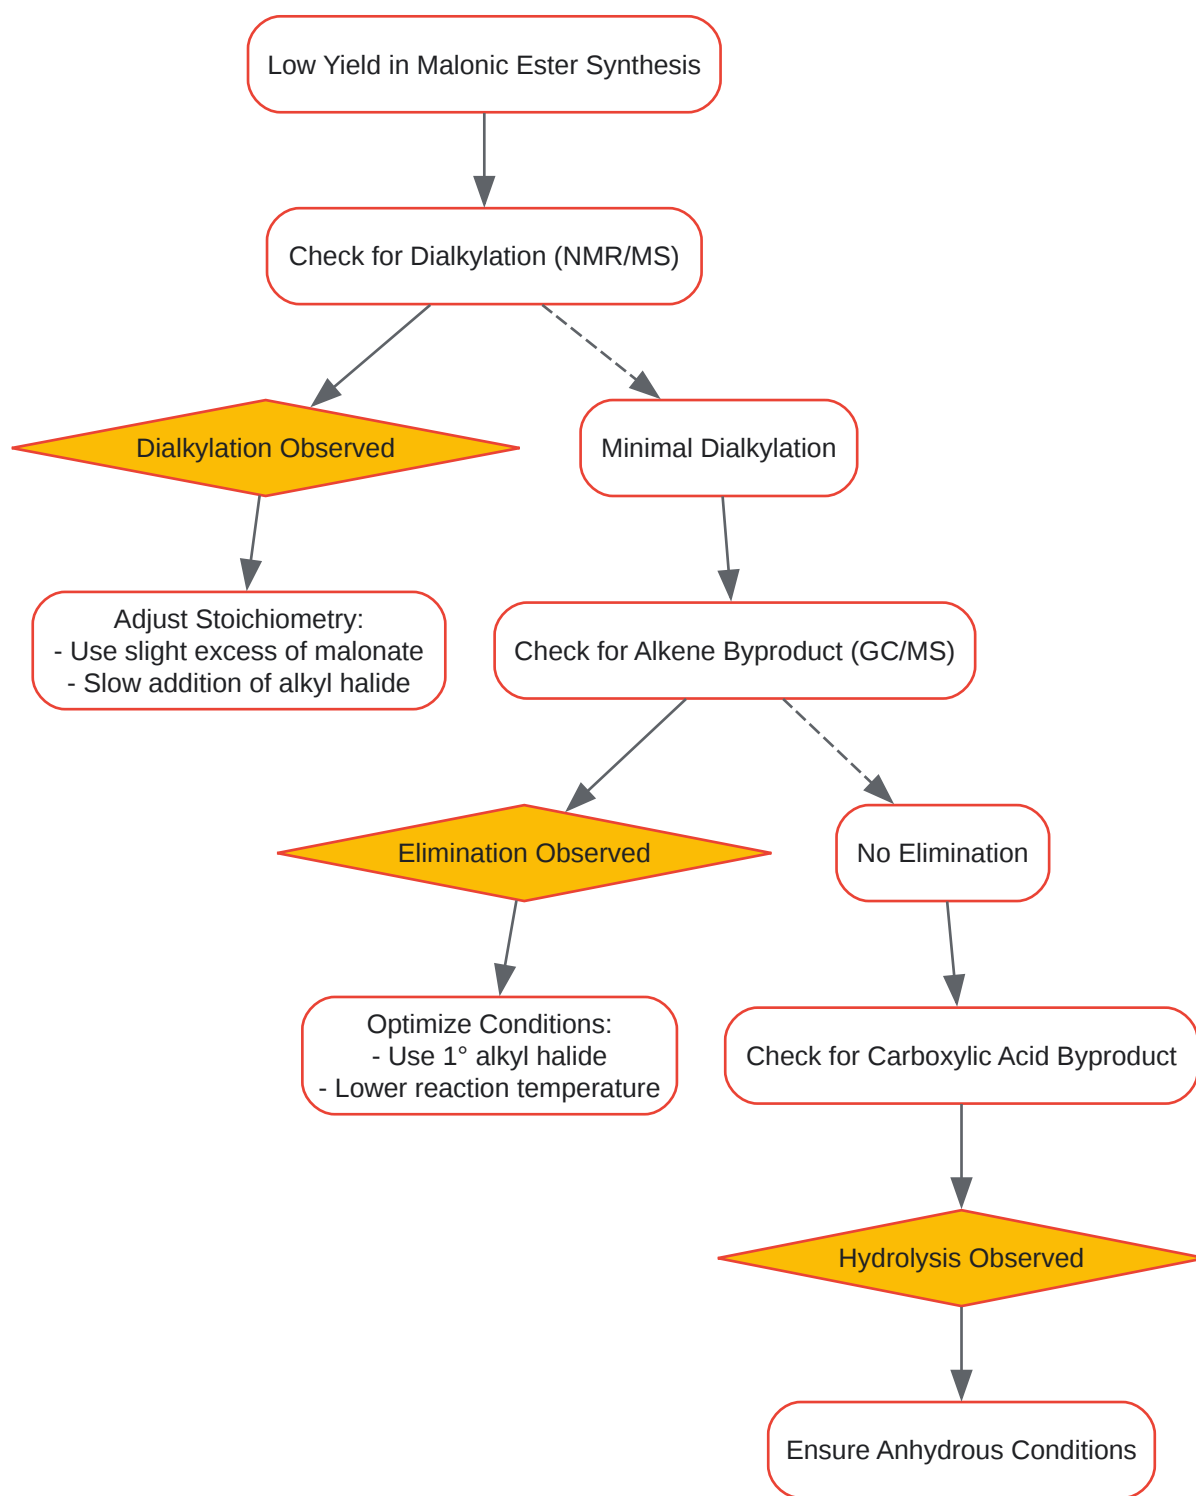 Low Yield in Malonic Ester Synthesis
Check for Dialkylation (NMR/MS)
Dialkylation Observed
Minimal Dialkylation
Adjust Stoichiometry:
- Use slight excess of malonate
- Slow addition of alkyl halide
Check for Alkene Byproduct (GC/MS)
Elimination Observed
No Elimination
Optimize Conditions:
- Use 1° alkyl halide
- Lower reaction temperature
Check for Carboxylic Acid Byproduct
Hydrolysis Observed
Ensure Anhydrous Conditions